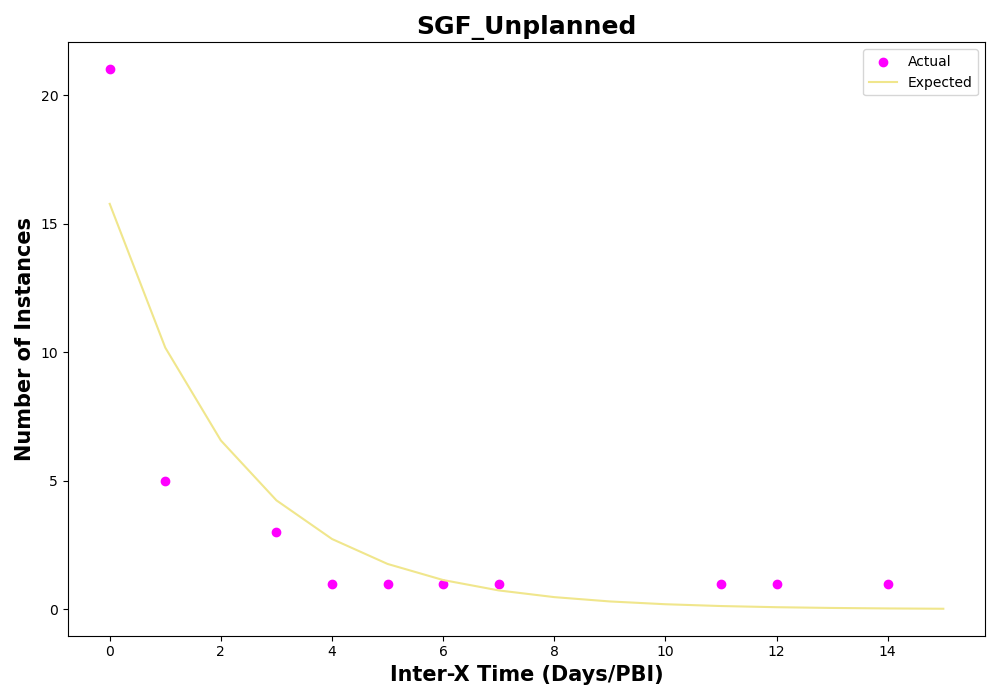 SGF_Unplanned
Actual
Expected
Number of Instances
20
15
10
5
0
0 2 4 6 8 10 12 14
Inter-X Time (Days/PBI)